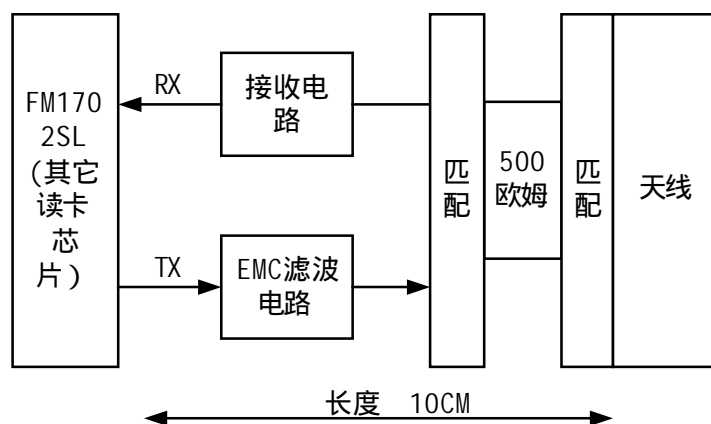 FM170
2SL
(其它
读卡
芯
片)
RX
接收电
路
TX
EMC滤波
电路
匹
配
500
欧姆
匹
配
天线
长度 10CM